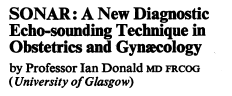 SONAR: A New Diagnostic
Echo-sounding Technique in
Obstetrics and Gynæcology
by Professor Ian Donald MD FRCOG
(University of Glasgow)